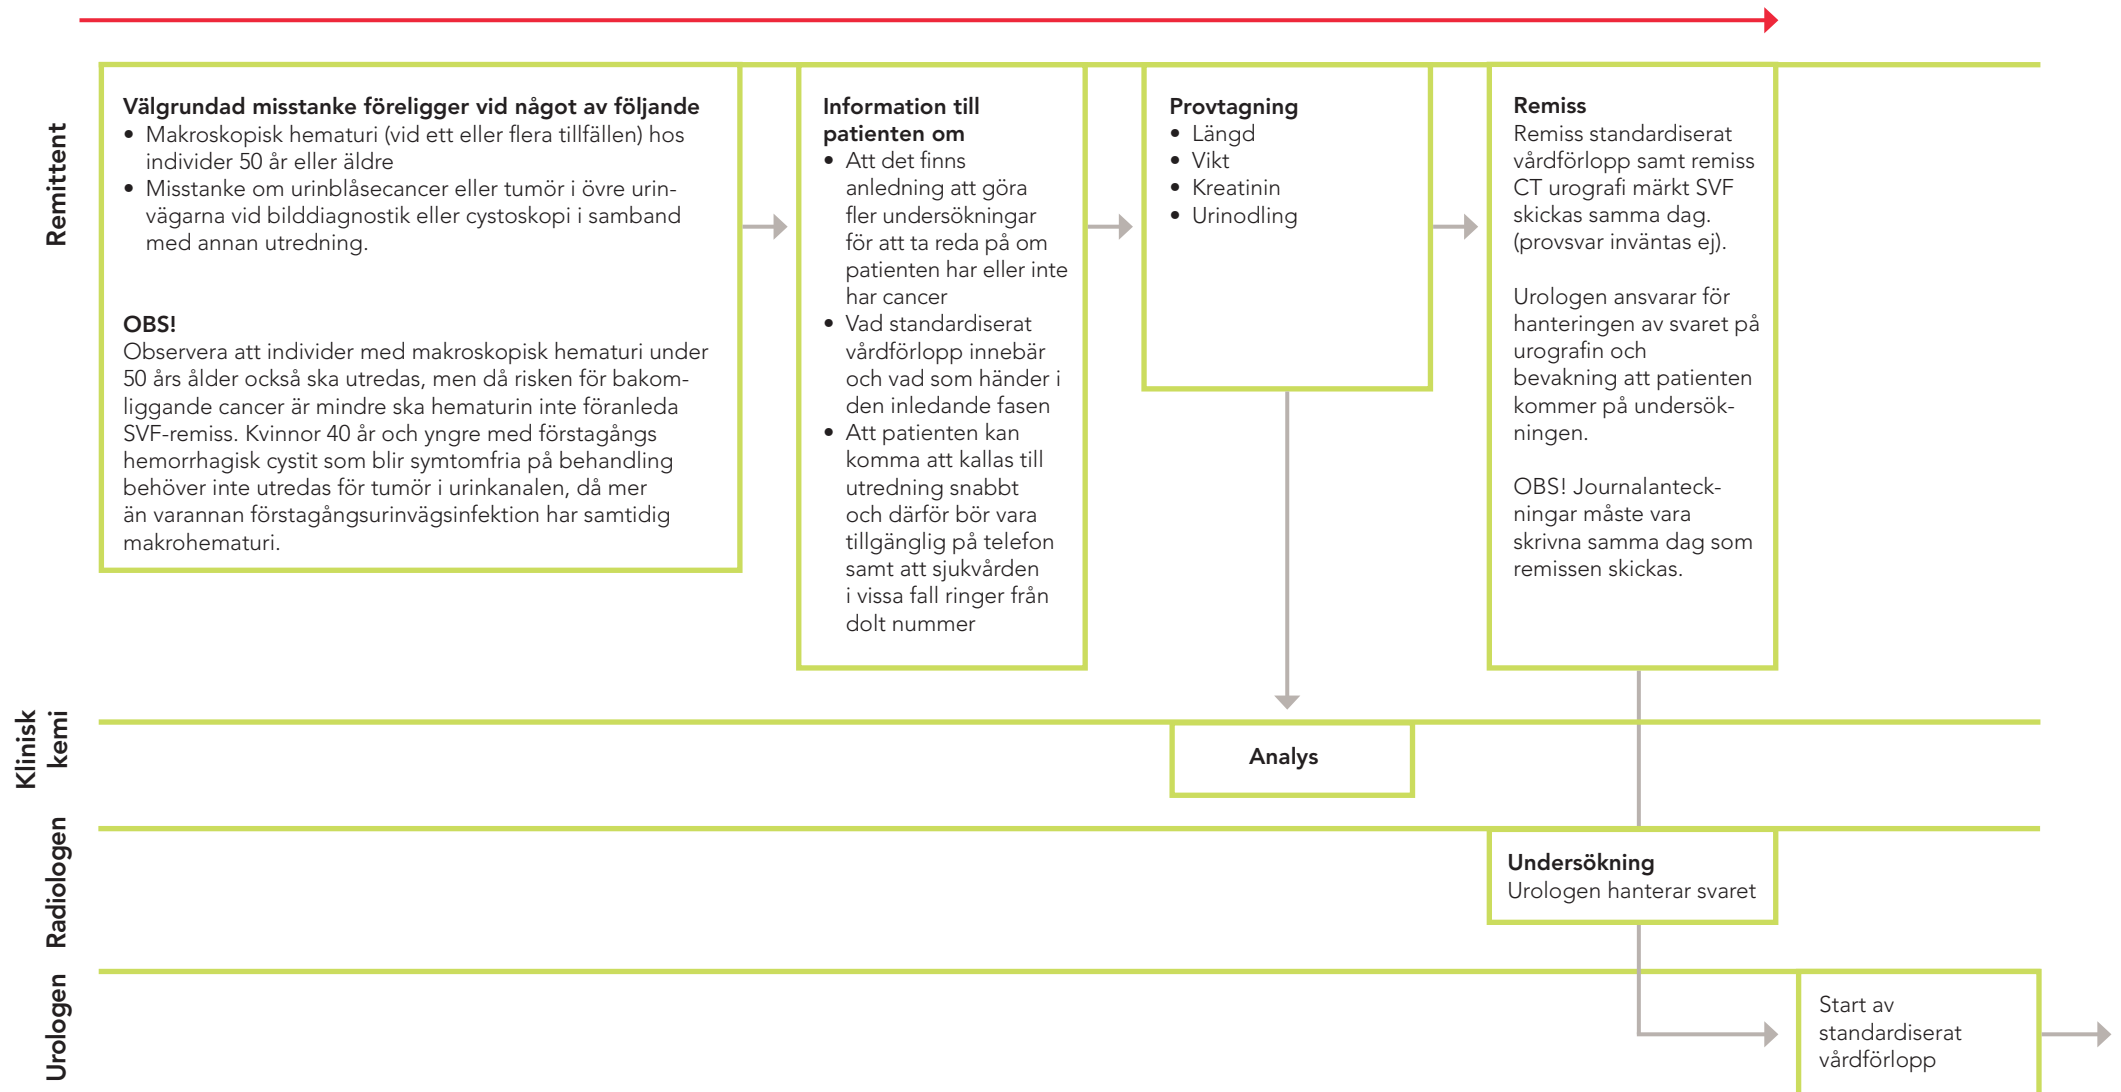 Remittent
Välgrundad misstanke föreligger vid något av följande
• Makroskopisk hematuri (vid ett eller flera tillfällen) hos
individer 50 år eller äldre
• Misstanke om urinblåsecancer eller tumör i övre urin-
vägarna vid bilddiagnostik eller cystoskopi i samband
med annan utredning.
OBS!
Observera att individer med makroskopisk hematuri under
50 års ålder också ska utredas, men då risken för bakom-
liggande cancer är mindre ska hematurin inte föranleda
SVF-remiss. Kvinnor 40 år och yngre med förstagångs
hemorrhagisk cystit som blir symtomfria på behandling
behöver inte utredas för tumör i urinkanalen, då mer
än varannan förstagångsurinvägsinfektion har samtidig
makrohematuri.
Information till
patienten om
• Att det finns
anledning att göra
fler undersökningar
för att ta reda på om
patienten har eller inte
har cancer
• Vad standardiserat
vårdförlopp innebär
och vad som händer i
den inledande fasen
• Att patienten kan
komma att kallas till
utredning snabbt
och därför bör vara
tillgänglig på telefon
samt att sjukvården
i vissa fall ringer från
dolt nummer
Provtagning
• Längd
• Vikt
• Kreatinin
• Urinodling
Remiss
Remiss standardiserat
vårdförlopp samt remiss
CT urografi märkt SVF
skickas samma dag.
(provsvar inväntas ej).
Urologen ansvarar för
hanteringen av svaret på
urografin och
bevakning att patienten
kommer på undersök-
ningen.
OBS! Journalanteck-
ningar måste vara
skrivna samma dag som
remissen skickas.
Klinisk
kemi
Analys
Radiologen
Undersökning
Urologen hanterar svaret
Urologen
Start av
standardiserat
vårdförlopp